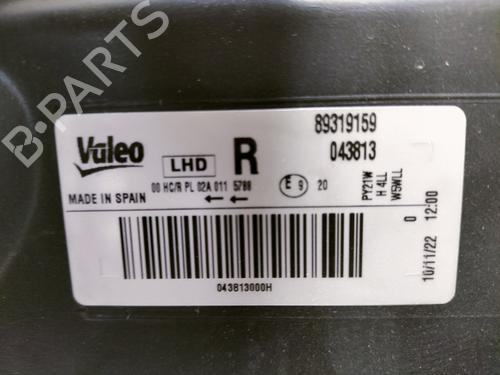 B-PARTS
89319159
Valeo
LHD
R
043813
00 HC/R PL 02A 011 5788
E 9 20
PY21W
H 4LL
W5WLL
MADE IN SPAIN
10/11/22
0
12:00
043813000H